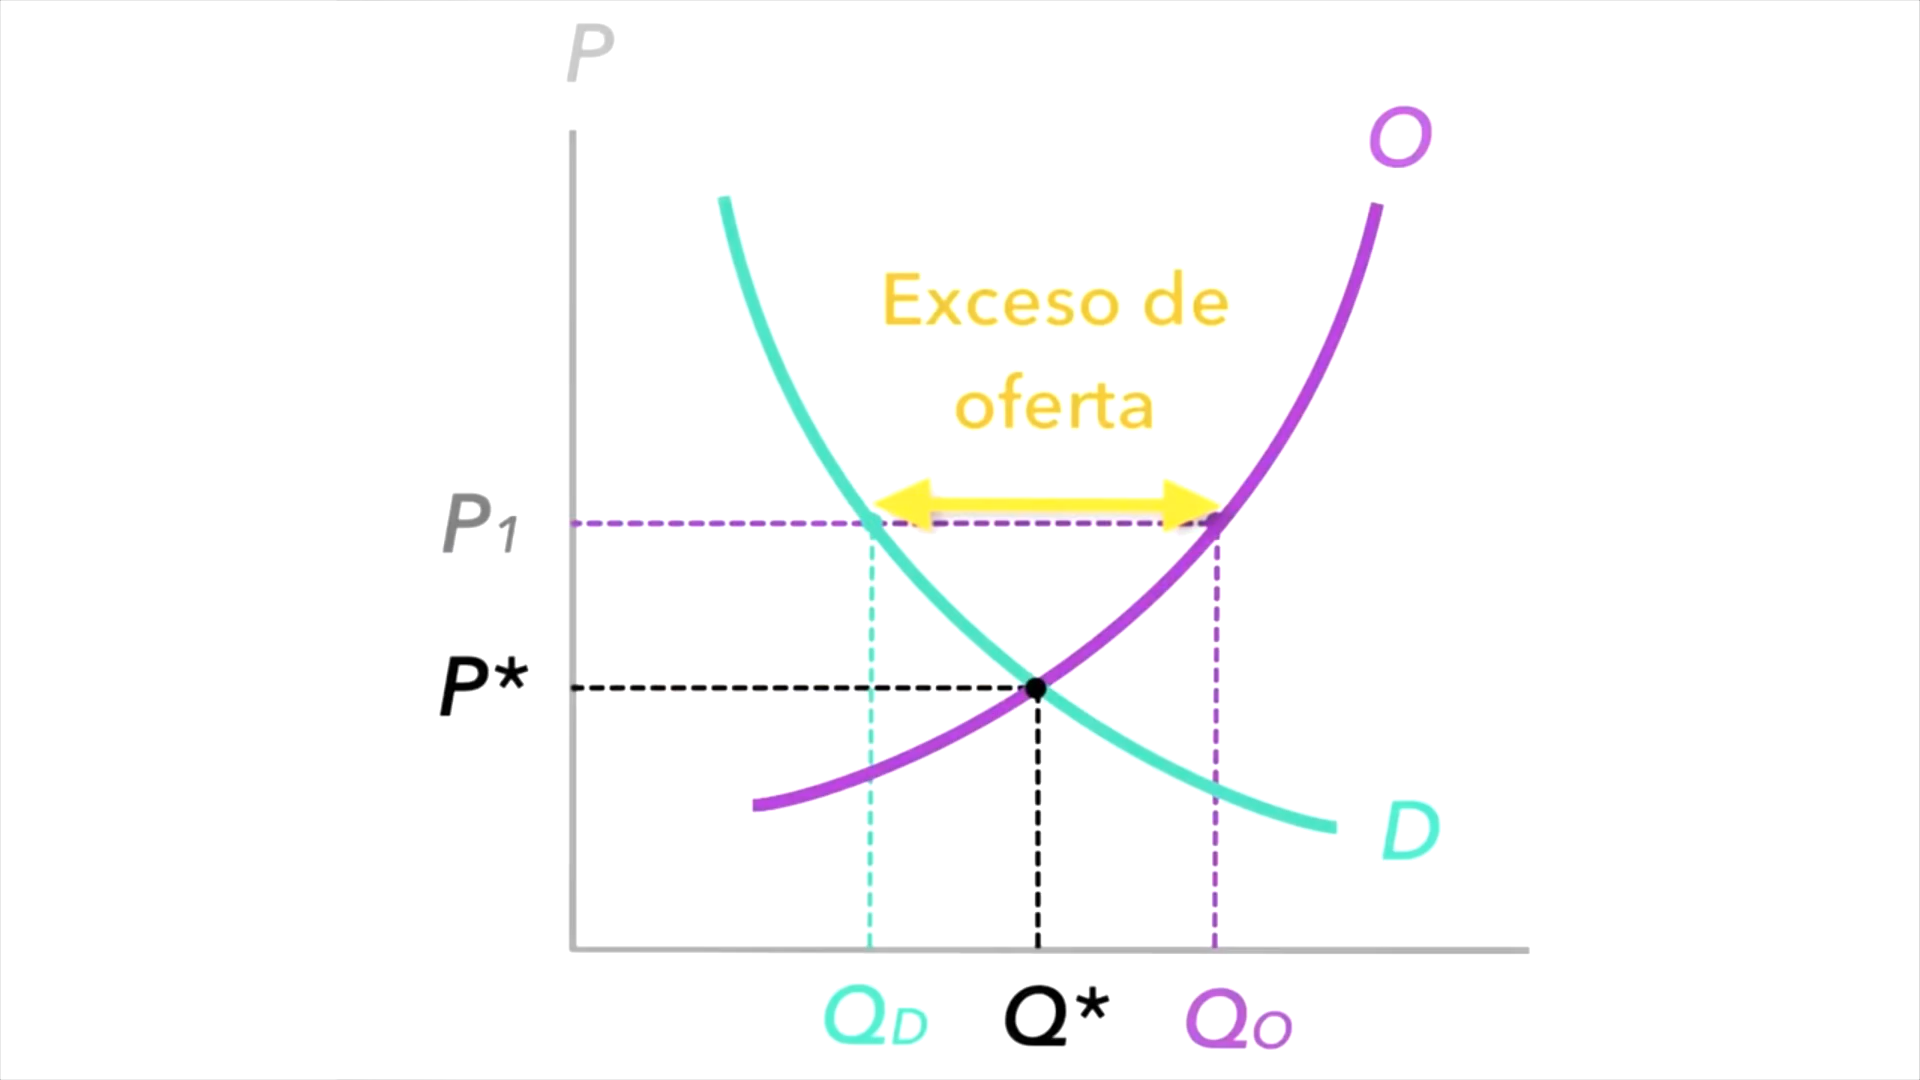 P
O
Exceso de
oferta
P1
P*
D
QD
Q*
QO